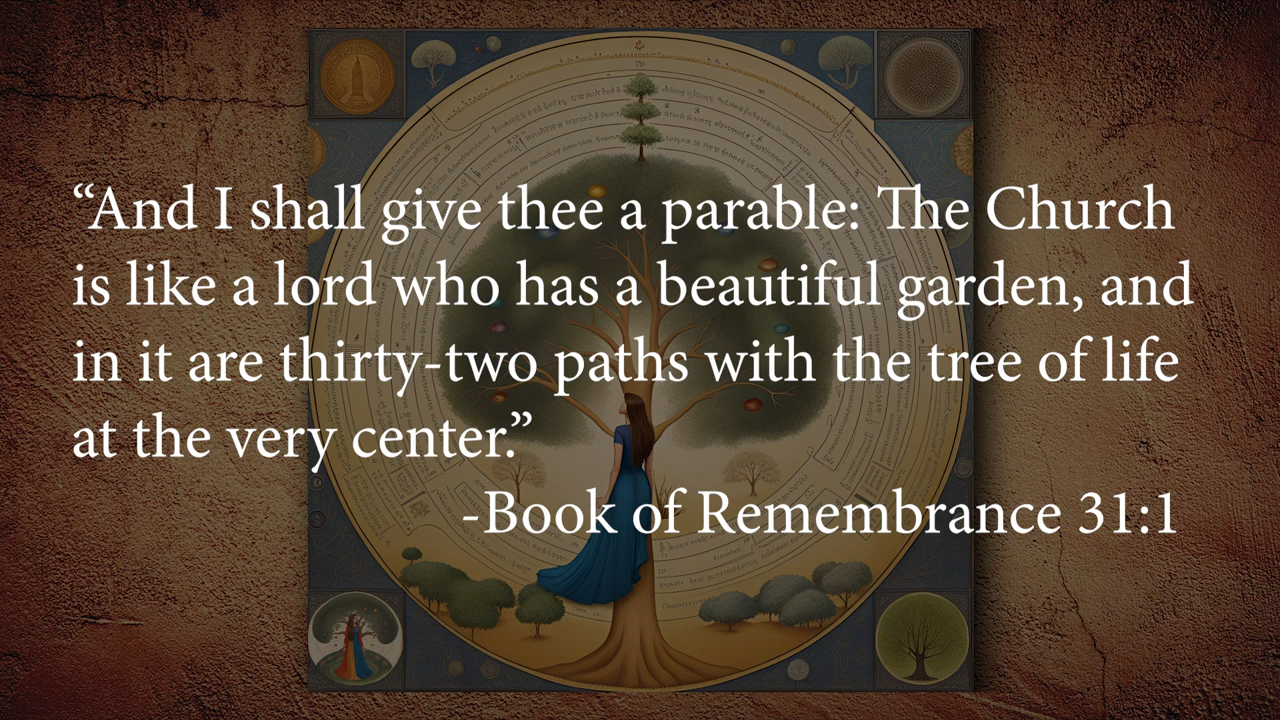 “And I shall give thee a parable: The Church
is like a lord who has a beautiful garden, and
in it are thirty-two paths with the tree of life
at the very center.”
-Book of Remembrance 31:1